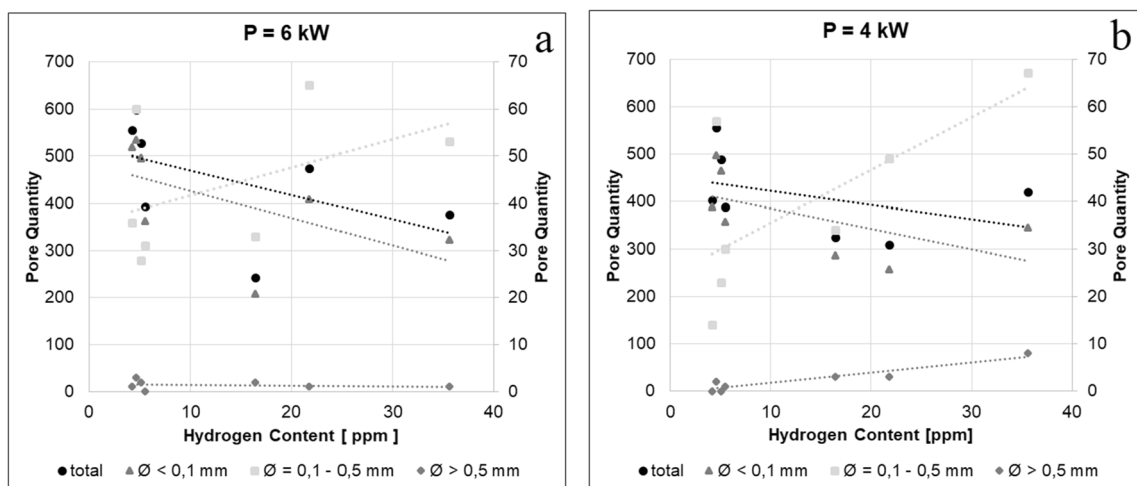 P = 6 kW
a
700
600
500
400
300
200
100
0
Pore Quantity
70
60
50
40
30
20
10
0
Pore Quantity
0 10 20 30 40
Hydrogen Content [ ppm ]
total Ø < 0,1 mm Ø = 0,1 - 0,5 mm Ø > 0,5 mm
P = 4 kW
b
700
600
500
400
300
200
100
0
Pore Quantity
70
60
50
40
30
20
10
0
Pore Quantity
0 10 20 30 40
Hydrogen Content [ppm]
total Ø < 0,1 mm Ø = 0,1 - 0,5 mm Ø > 0,5 mm